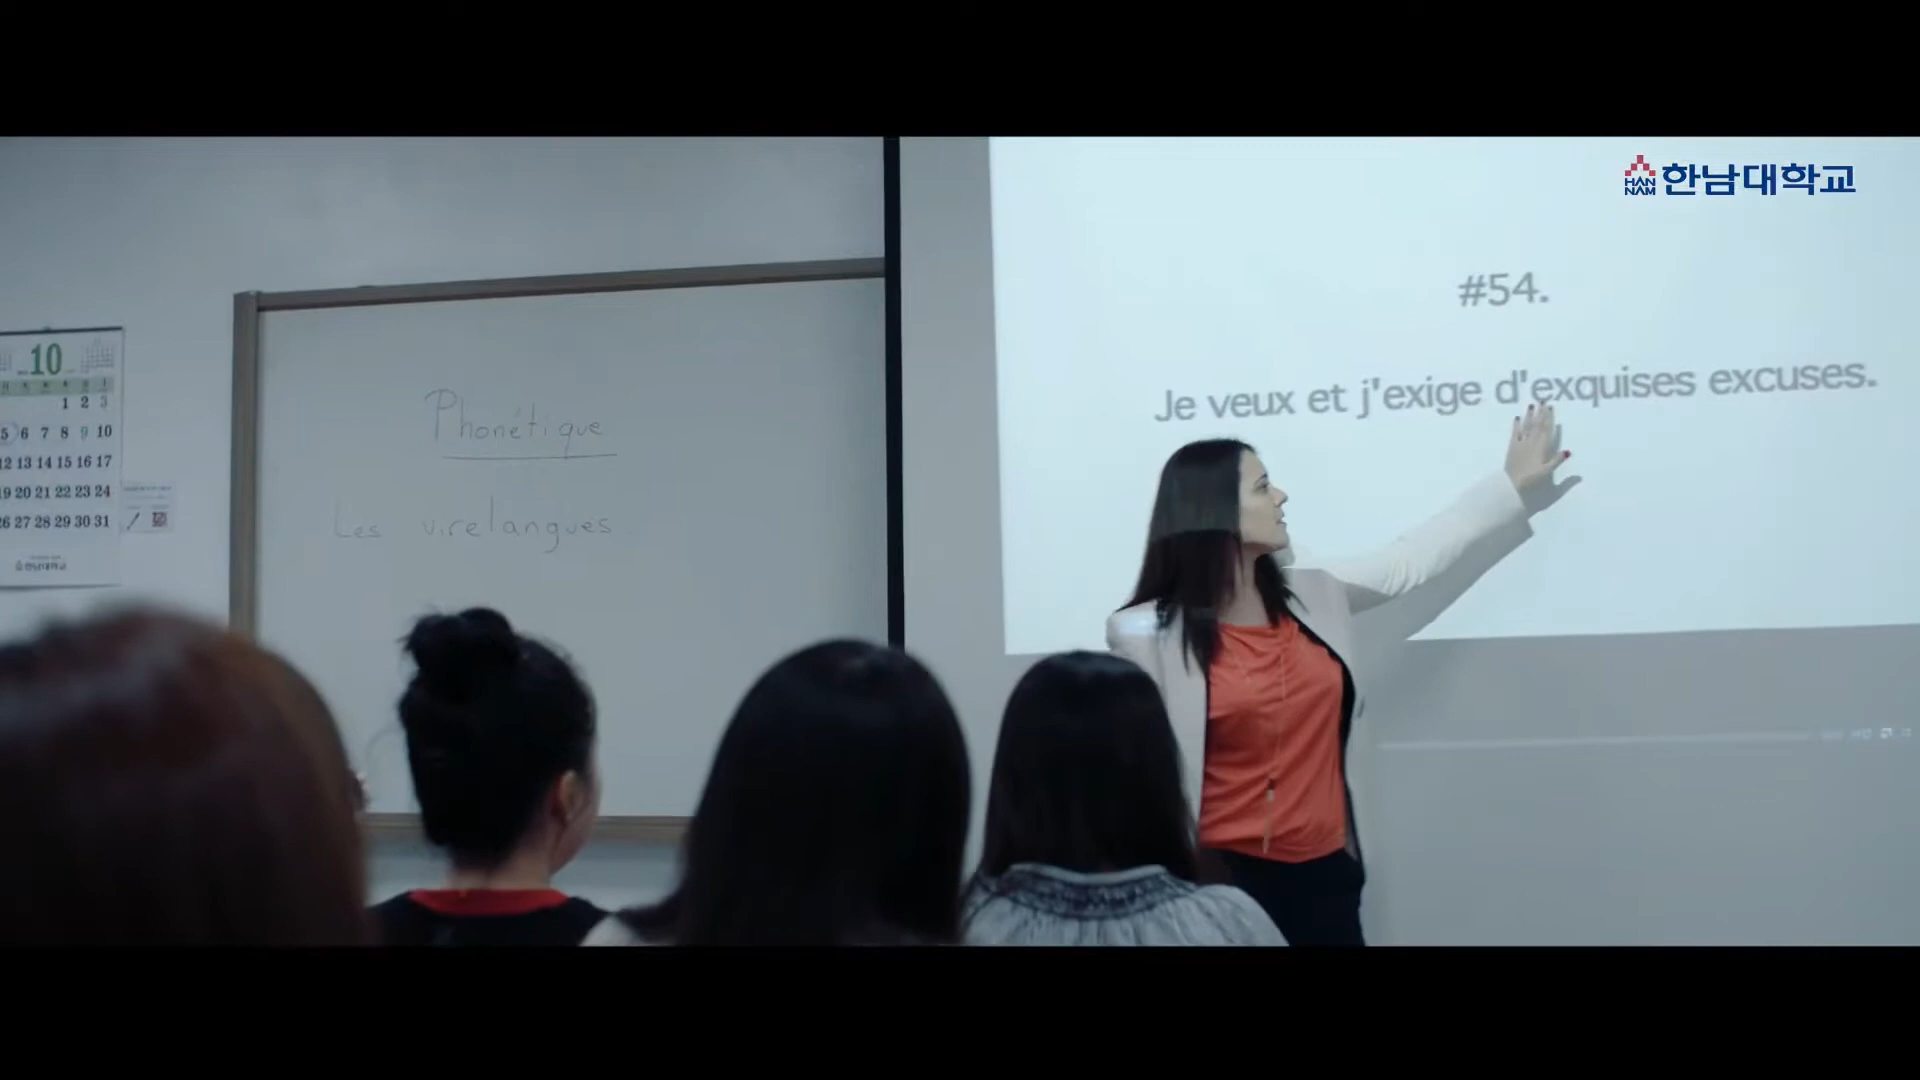 HAN
NAM 한남대학교
#54.
Je veux et j'exige d'exquises excuses.
Phonétique
Les virelangues.
10
1 2 3
5 6 7 8 9 10
12 13 14 15 16 17
19 20 21 22 23 24
26 27 28 29 30 31